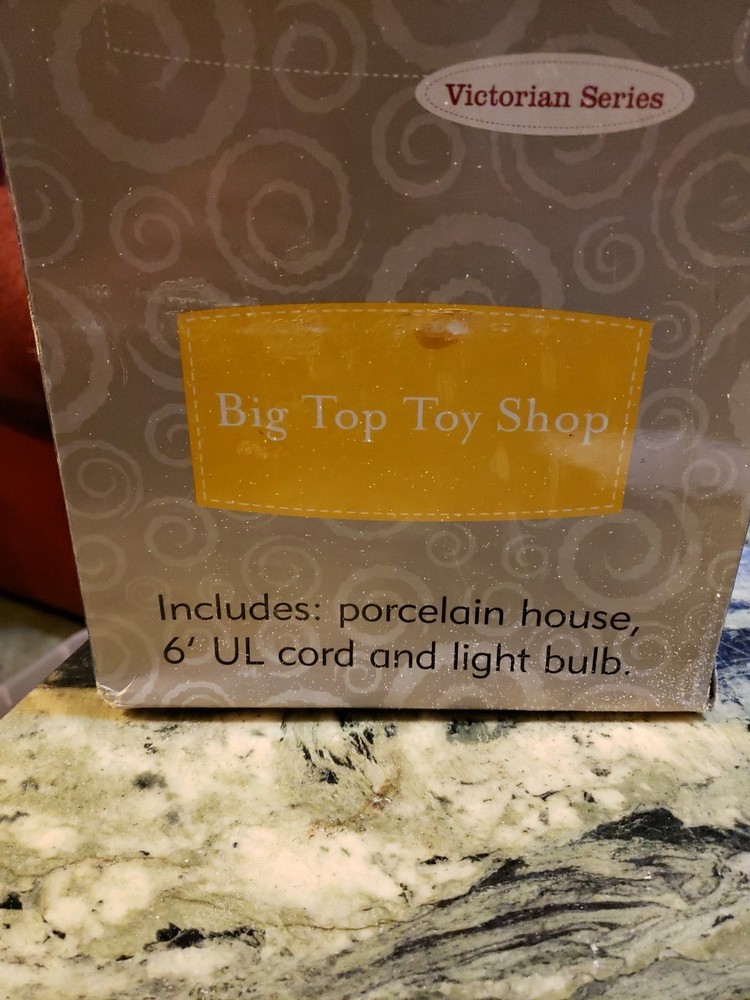 Victorian Series
Big Top Toy Shop
Includes: porcelain house,
6' UL cord and light bulb.